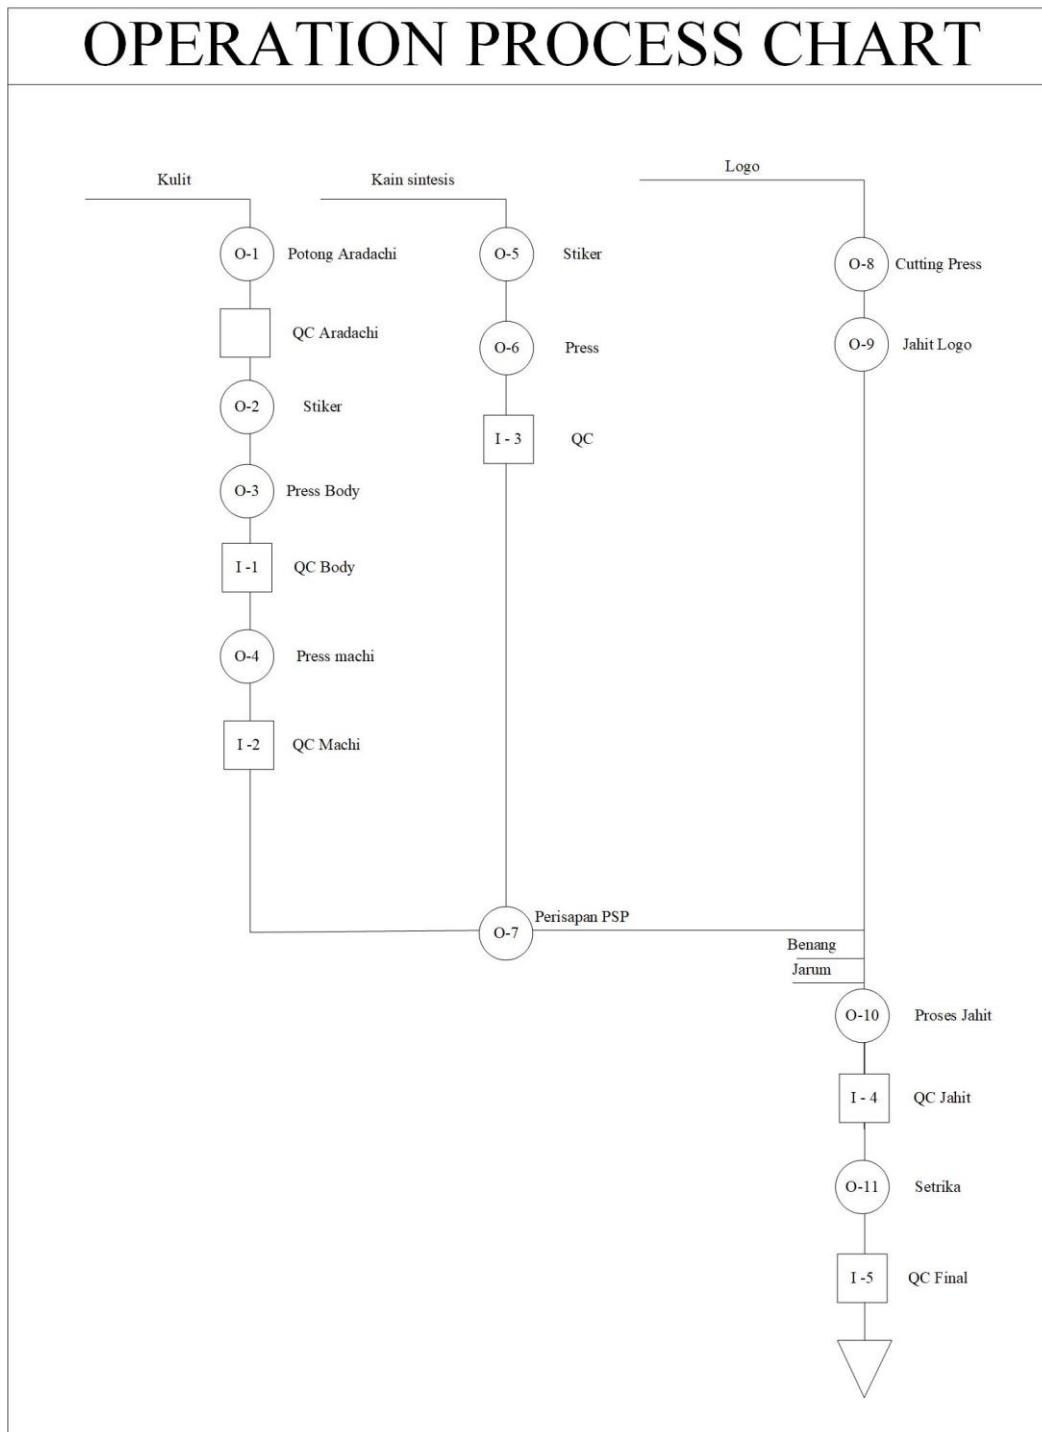 OPERATION PROCESS CHART
Kulit
O-1 Potong Aradachi
QC Aradachi
O-2 Stiker
O-3 Press Body
I -1 QC Body
O-4 Press machi
I -2 QC Machi
Kain sintesis
O-5 Stiker
O-6 Press
I - 3 QC
O-7 Perisapan PSP
Logo
O-8 Cutting Press
O-9 Jahit Logo
Benang
Jarum
O-10 Proses Jahit
I - 4 QC Jahit
O-11 Setrika
I -5 QC Final